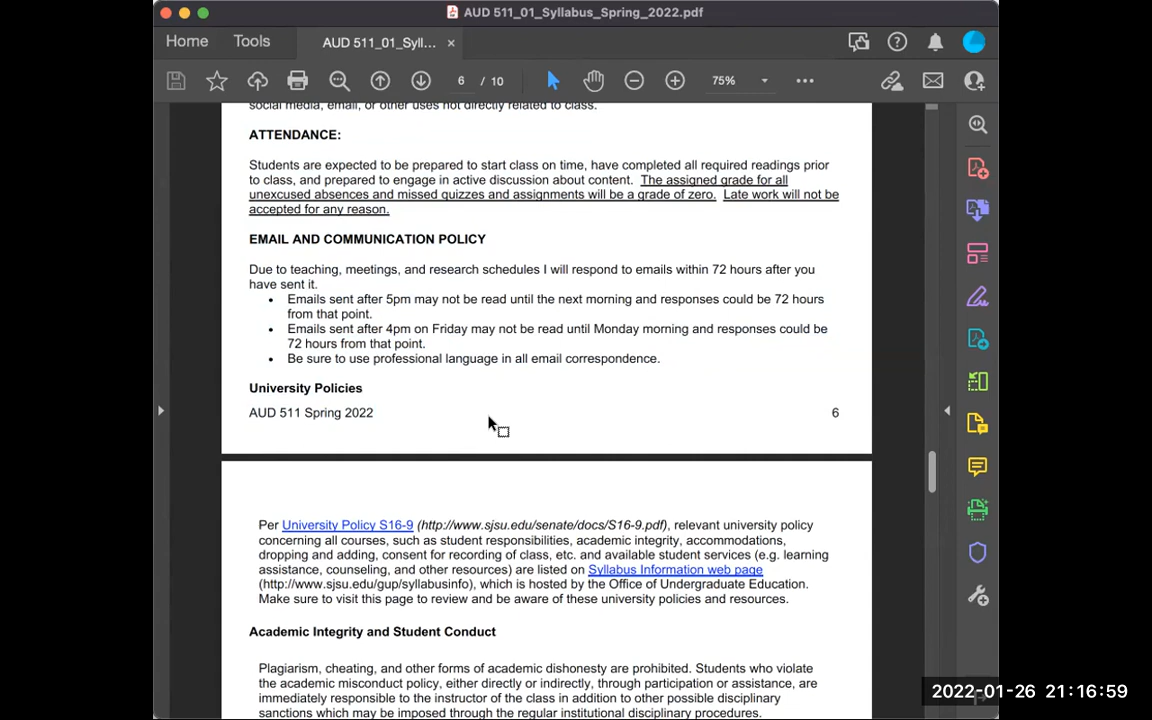 AUD 511_01_Syllabus_Spring_2022.pdf
Home Tools AUD 511_01_Syll... ×
6 / 10 75%
social media, email, or other uses not directly related to class.
ATTENDANCE:
Students are expected to be prepared to start class on time, have completed all required readings prior
to class, and prepared to engage in active discussion about content. The assigned grade for all
unexcused absences and missed quizzes and assignments will be a grade of zero. Late work will not be
accepted for any reason.
EMAIL AND COMMUNICATION POLICY
Due to teaching, meetings, and research schedules I will respond to emails within 72 hours after you
have sent it.
• Emails sent after 5pm may not be read until the next morning and responses could be 72 hours
from that point.
• Emails sent after 4pm on Friday may not be read until Monday morning and responses could be
72 hours from that point.
• Be sure to use professional language in all email correspondence.
University Policies
AUD 511 Spring 2022 6
Per University Policy S16-9 (http://www.sjsu.edu/senate/docs/S16-9.pdf), relevant university policy
concerning all courses, such as student responsibilities, academic integrity, accommodations,
dropping and adding, consent for recording of class, etc. and available student services (e.g. learning
assistance, counseling, and other resources) are listed on Syllabus Information web page
(http://www.sjsu.edu/gup/syllabusinfo), which is hosted by the Office of Undergraduate Education.
Make sure to visit this page to review and be aware of these university policies and resources.
Academic Integrity and Student Conduct
Plagiarism, cheating, and other forms of academic dishonesty are prohibited. Students who violate
the academic misconduct policy, either directly or indirectly, through participation or assistance, are
immediately responsible to the instructor of the class in addition to other possible disciplinary
sanctions which may be imposed through the regular institutional disciplinary procedures.
2022-01-26 21:16:59